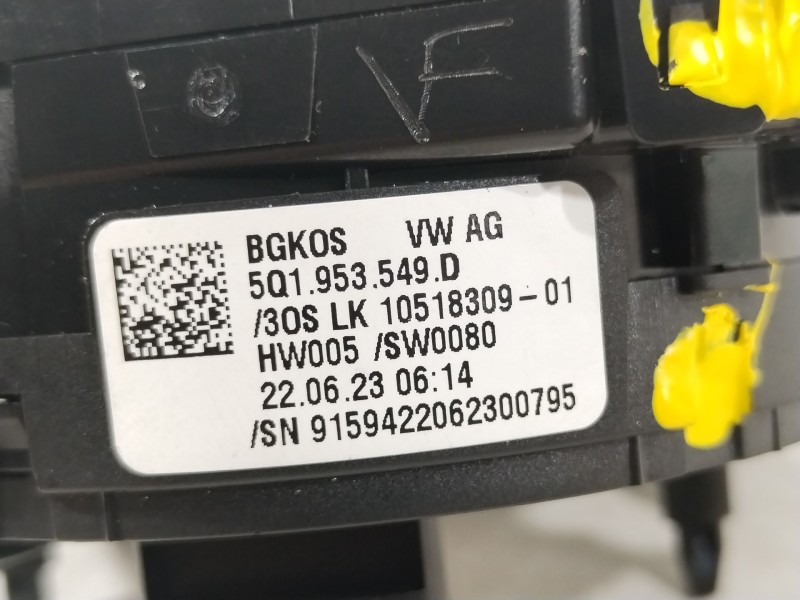 VF
BGKOS VW AG
5Q1.953.549.D
/3OS LK 10518309-01
HW005 /SW0080
22.06.23 06:14
/SN 9159422062300795